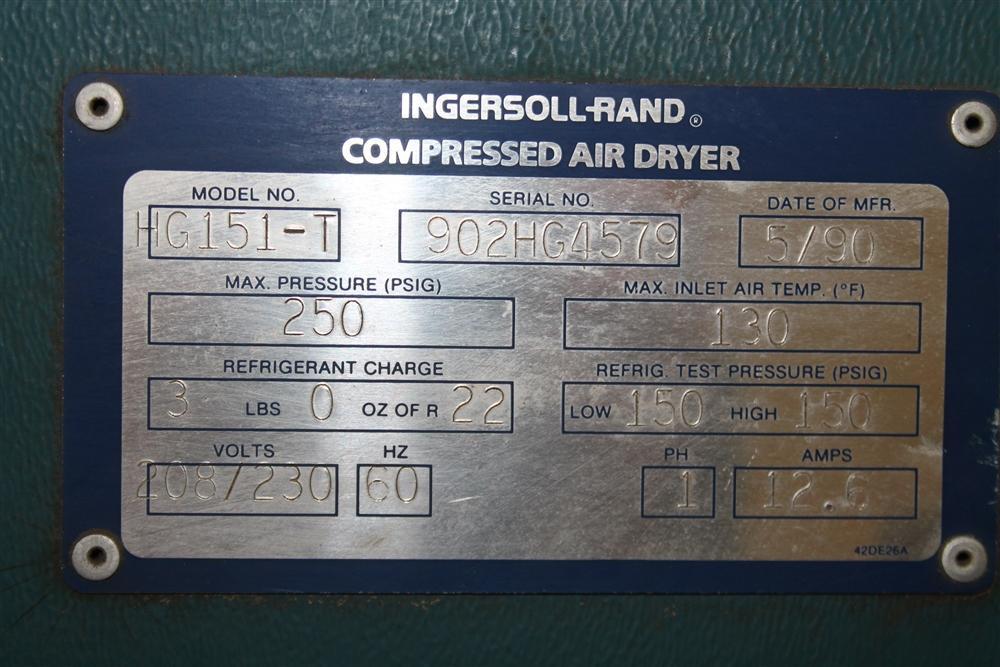 INGERSOLL-RAND®
COMPRESSED AIR DRYER
MODEL NO. SERIAL NO. DATE OF MFR.
HG151-T 902HG4579 5/90
MAX. PRESSURE (PSIG) MAX. INLET AIR TEMP. (°F)
250 130
REFRIGERANT CHARGE REFRIG. TEST PRESSURE (PSIG)
3 LBS 0 OZ OF R 22 LOW 150 HIGH 150
VOLTS HZ PH AMPS
208/230 60 1 12.6
42DE26A